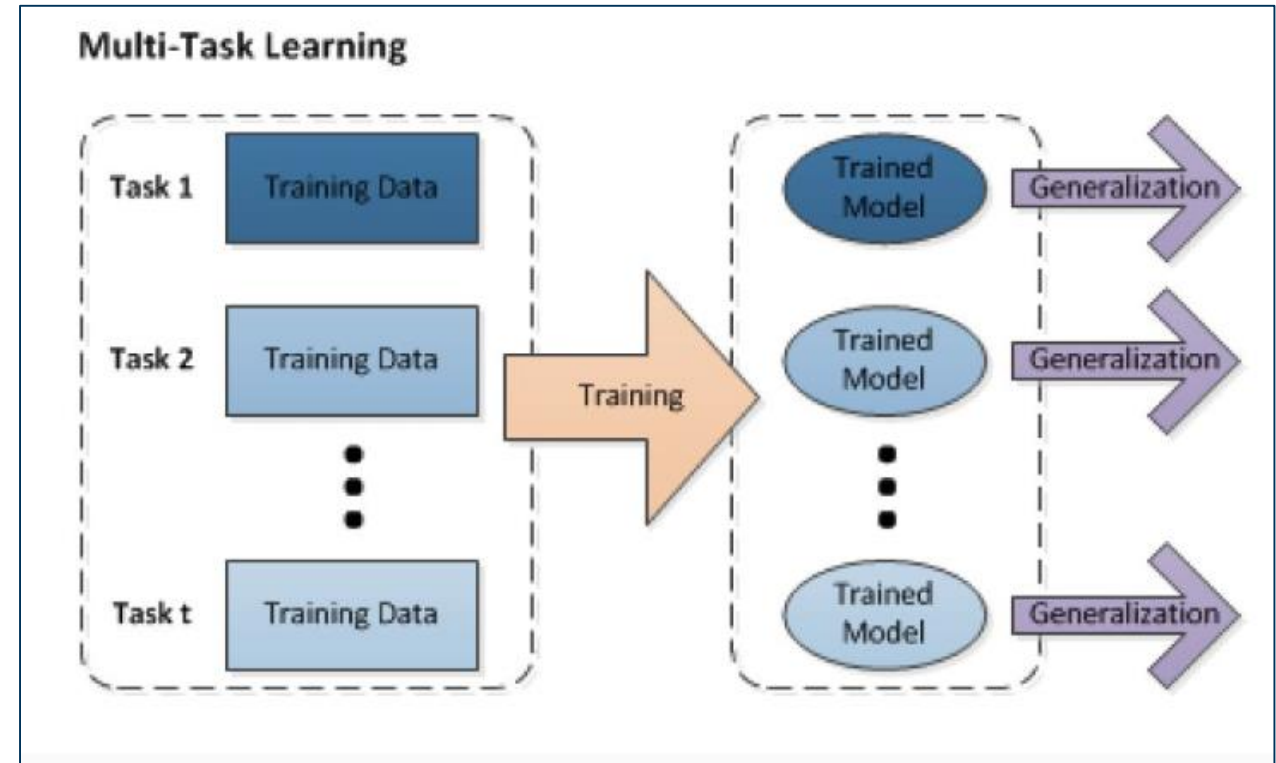 Multi-Task Learning
Task 1
Training Data
Trained
Model
Generalization
Task 2
Training Data
Training
Trained
Model
Generalization
Task t
Training Data
Trained
Model
Generalization